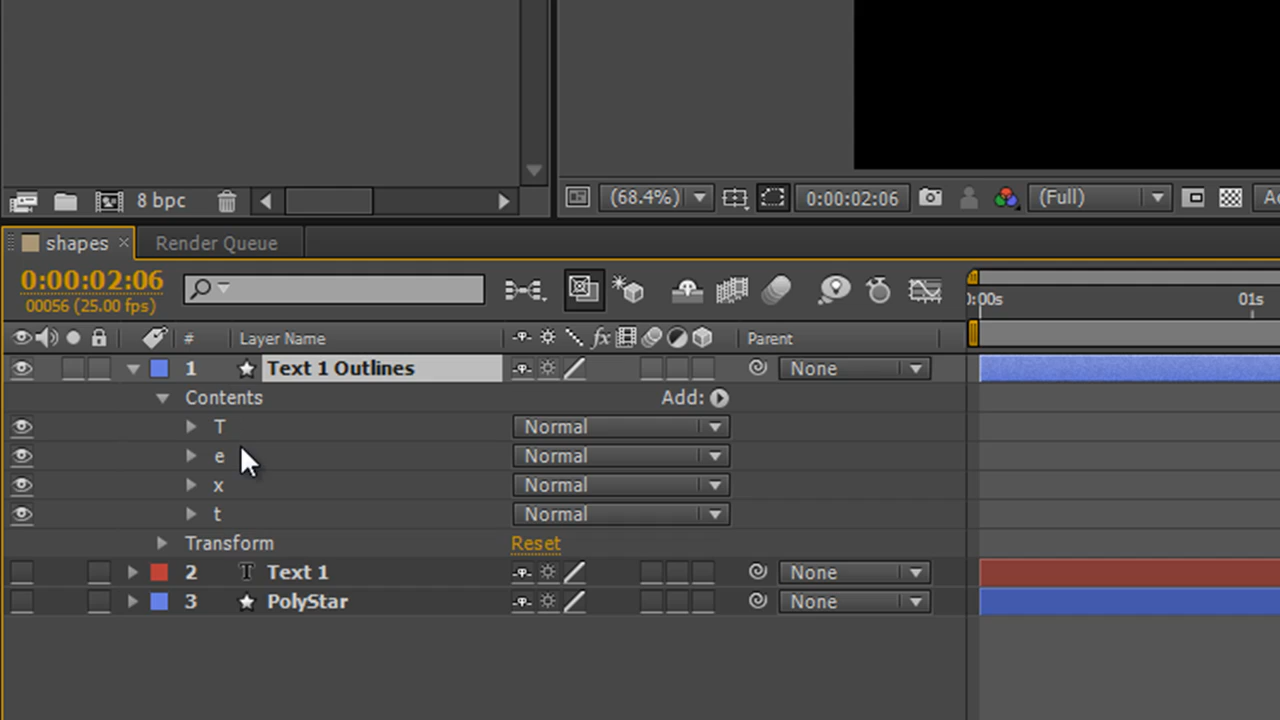 8 bpc
(68.4%) 0:00:02:06 (Full)
shapes × Render Queue
0:00:02:06
00056 (25.00 fps)
):00s 01s
# Layer Name fx Parent
1 Text 1 Outlines None
Contents Add:
T Normal
e Normal
x Normal
t Normal
Transform Reset
2 T Text 1 None
3 PolyStar None